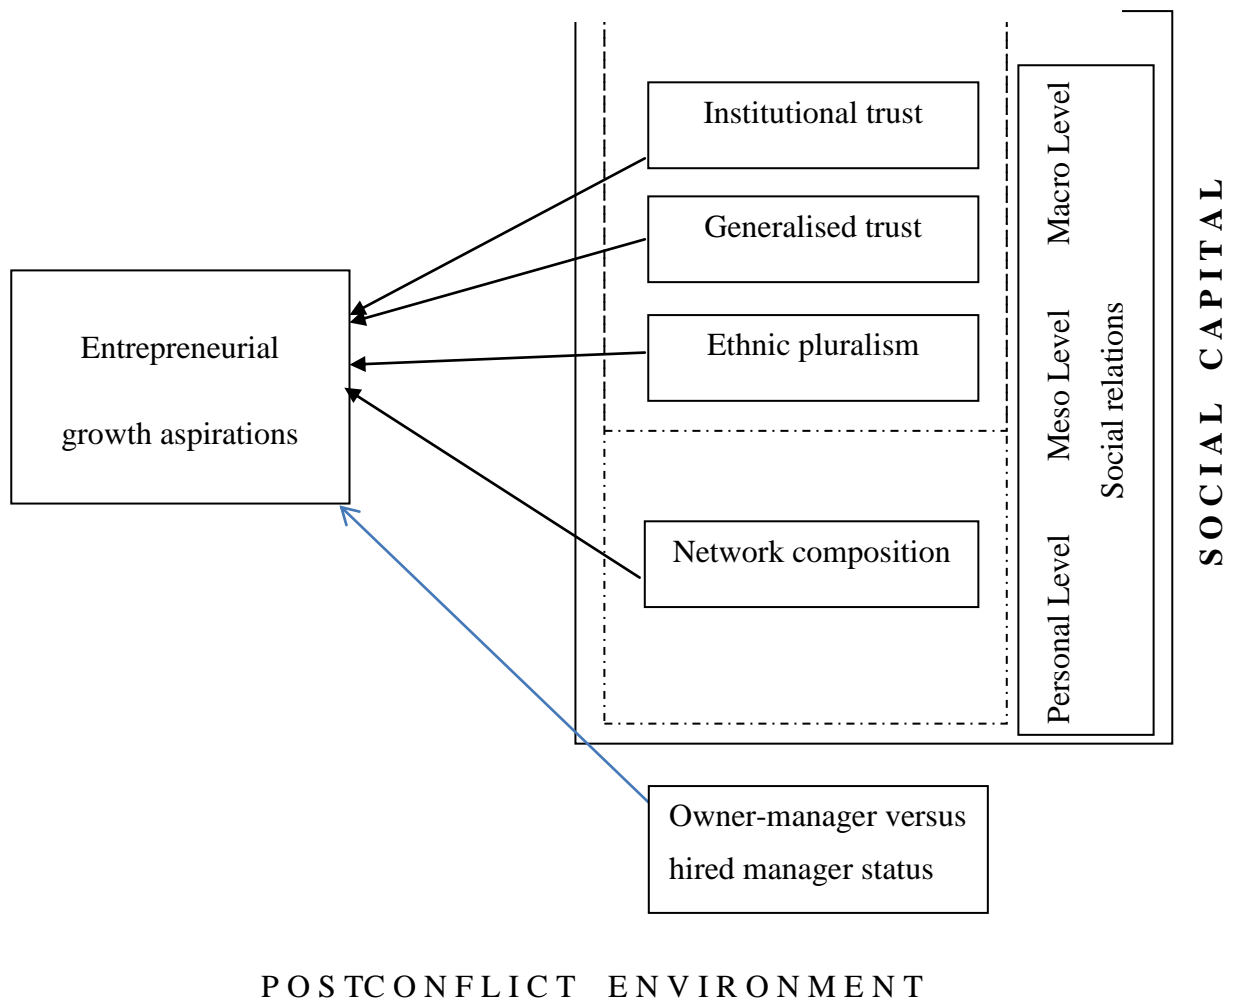 Institutional trust
Generalised trust
Ethnic pluralism
Network composition
Entrepreneurial
growth aspirations
Macro Level
Meso Level
Personal Level
Social relations
SOCIAL CAPITAL
Owner-manager versus
hired manager status
POSTCONFLICT ENVIRONMENT